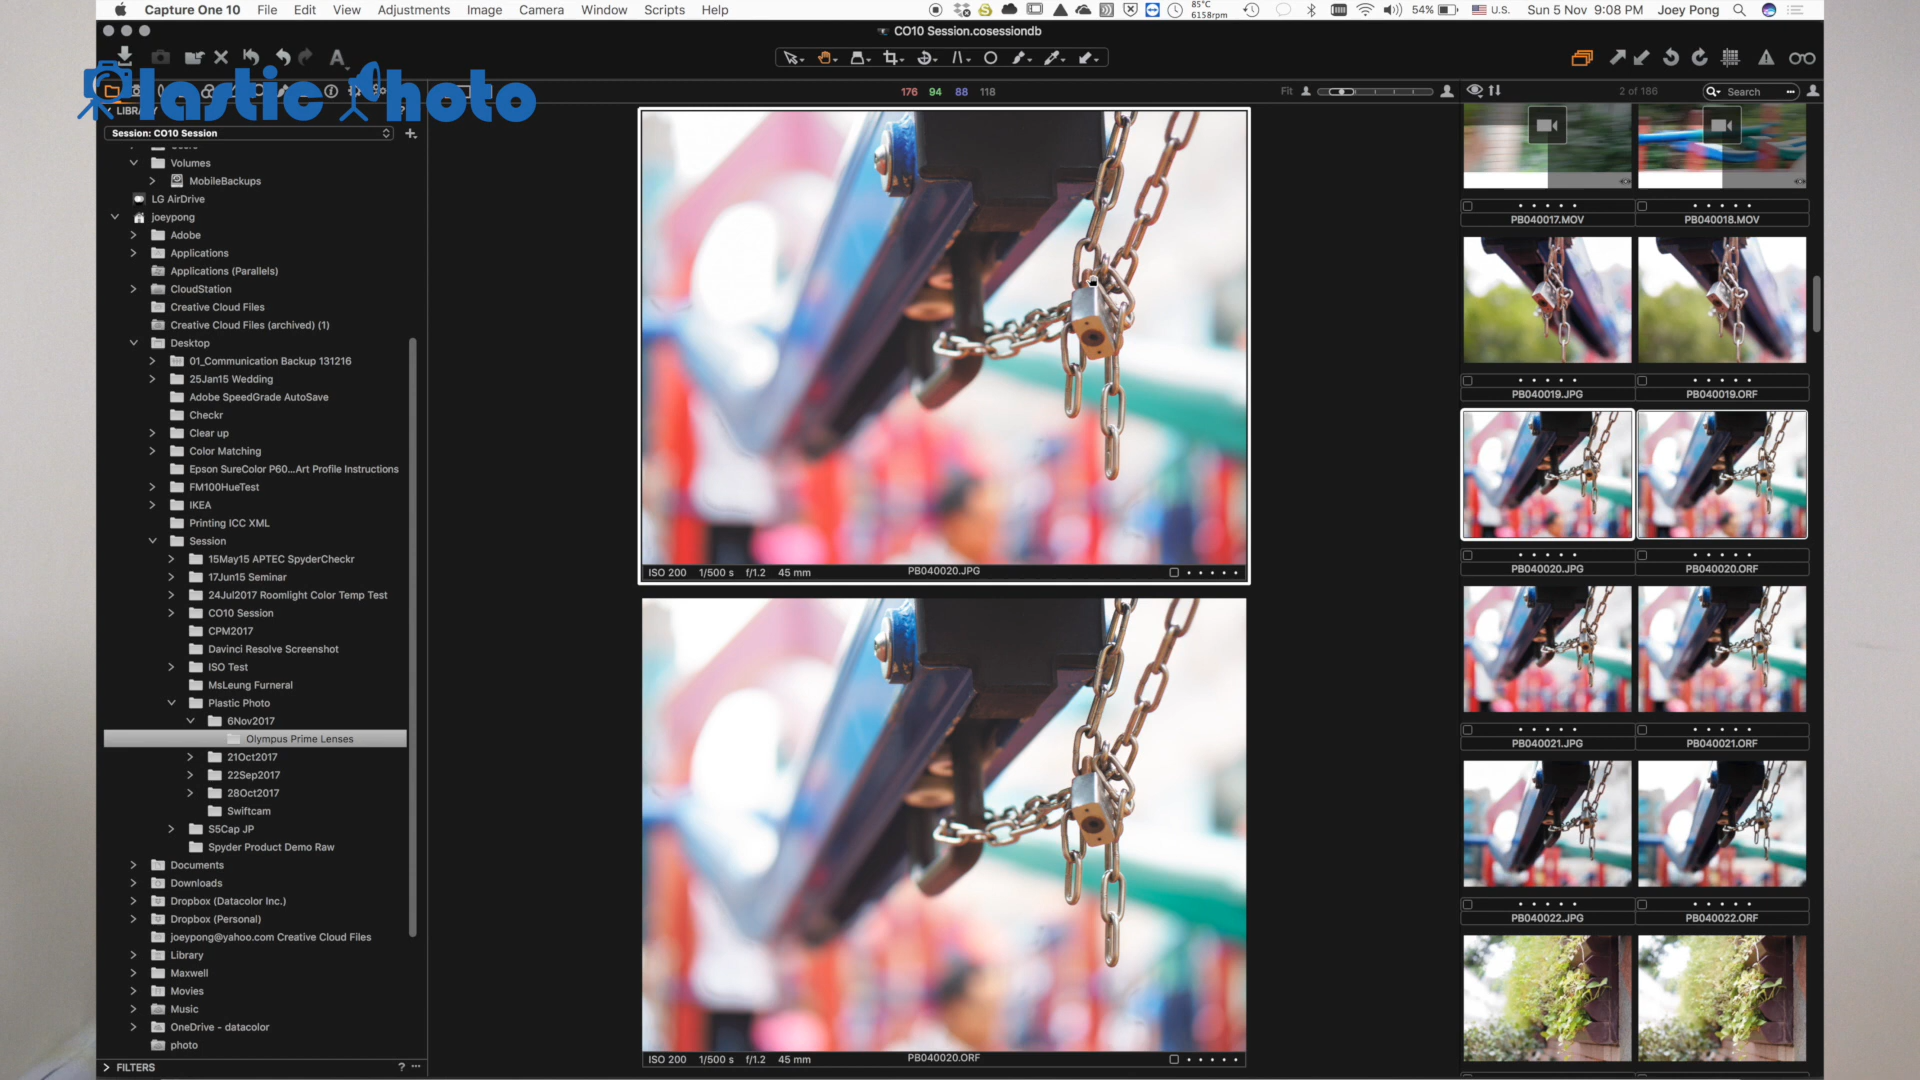 Capture One 10 File Edit View Adjustments Image Camera Window Scripts Help
85°C
6158rpm
54% U.S. Sun 5 Nov 9:08 PM Joey Pong
CO10 Session.cosessiondb
Plastic Photo
176 94 88 118
Fit
2 of 186
Search
Session: CO10 Session
Volumes
MobileBackups
LG AirDrive
joeypong
Adobe
Applications
Applications (Parallels)
CloudStation
Creative Cloud Files
Creative Cloud Files (archived) (1)
Desktop
01_Communication Backup 131216
25Jan15 Wedding
Adobe SpeedGrade AutoSave
Checkr
Clear up
Color Matching
Epson SureColor P60...Art Profile Instructions
FM100HueTest
IKEA
Printing ICC XML
Session
15May15 APTEC SpyderCheckr
17Jun15 Seminar
24Jul2017 Roomlight Color Temp Test
CO10 Session
CPM2017
Davinci Resolve Screenshot
ISO Test
MsLeung Furneral
Plastic Photo
6Nov2017
Olympus Prime Lenses
21Oct2017
22Sep2017
28Oct2017
Swiftcam
S5Cap JP
Spyder Product Demo Raw
Documents
Downloads
Dropbox (Datacolor Inc.)
Dropbox (Personal)
joeypong@yahoo.com Creative Cloud Files
Library
Maxwell
Movies
Music
OneDrive - datacolor
photo
FILTERS
ISO 200 1/500 s f/1.2 45 mm PB040020.JPG
ISO 200 1/500 s f/1.2 45 mm PB040020.ORF
PB040017.MOV PB040018.MOV
PB040019.JPG PB040019.ORF
PB040020.JPG PB040020.ORF
PB040021.JPG PB040021.ORF
PB040022.JPG PB040022.ORF